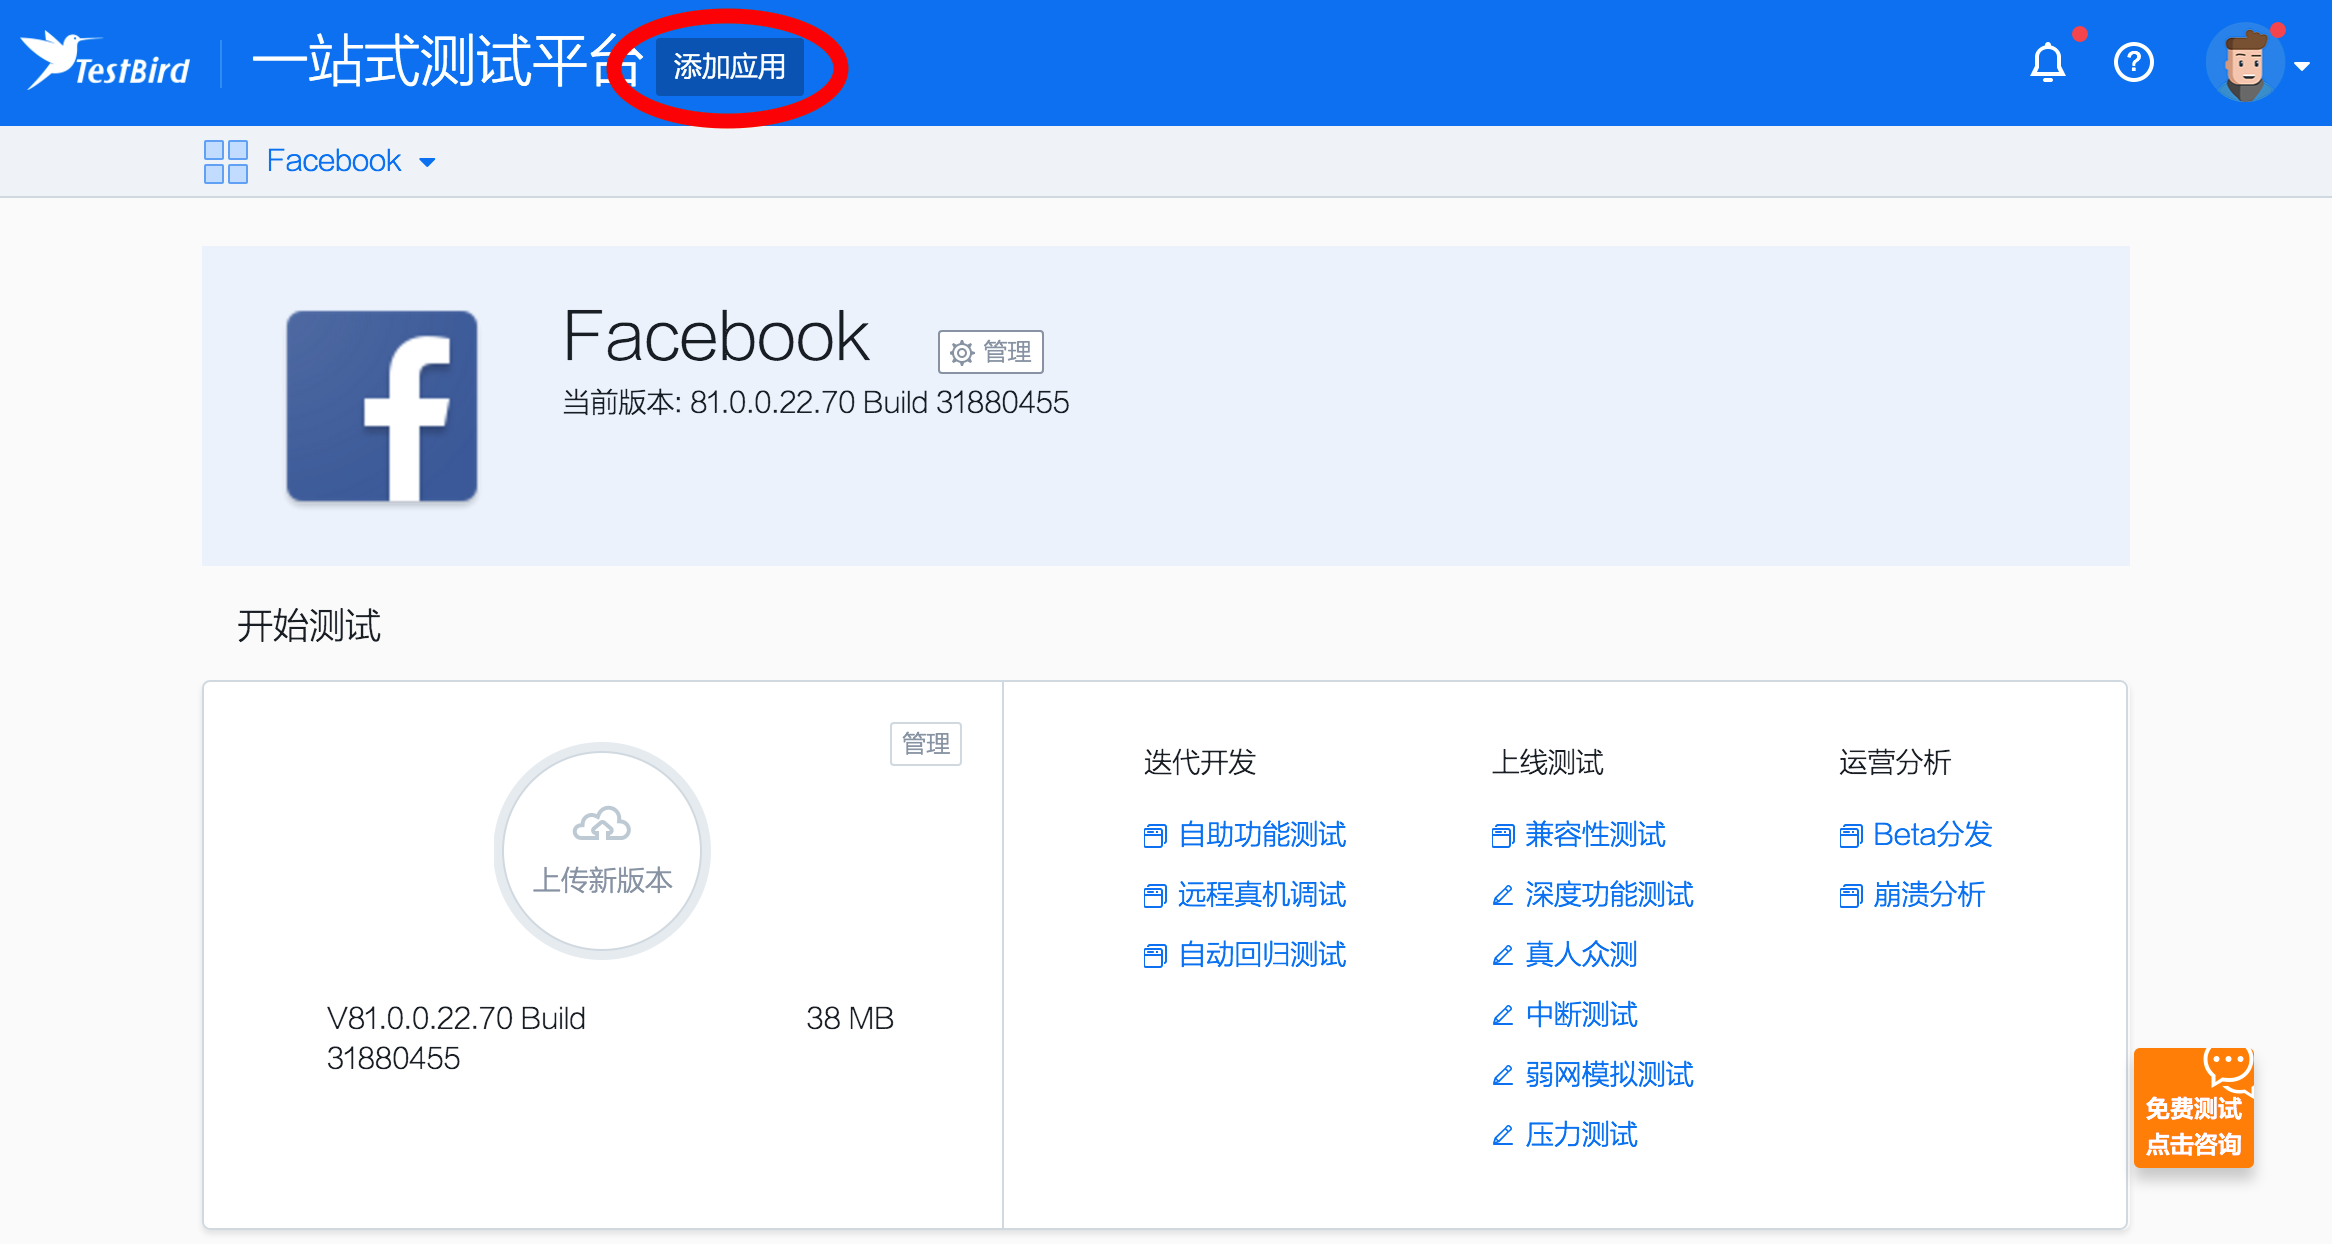 TestBird
一站式测试平台
添加应用
Facebook
Facebook
管理
当前版本: 81.0.0.22.70 Build 31880455
开始测试
管理
上传新版本
V81.0.0.22.70 Build
31880455
38 MB
迭代开发
自助功能测试
远程真机调试
自动回归测试
上线测试
兼容性测试
深度功能测试
真人众测
中断测试
弱网模拟测试
压力测试
运营分析
Beta分发
崩溃分析
免费测试
点击咨询